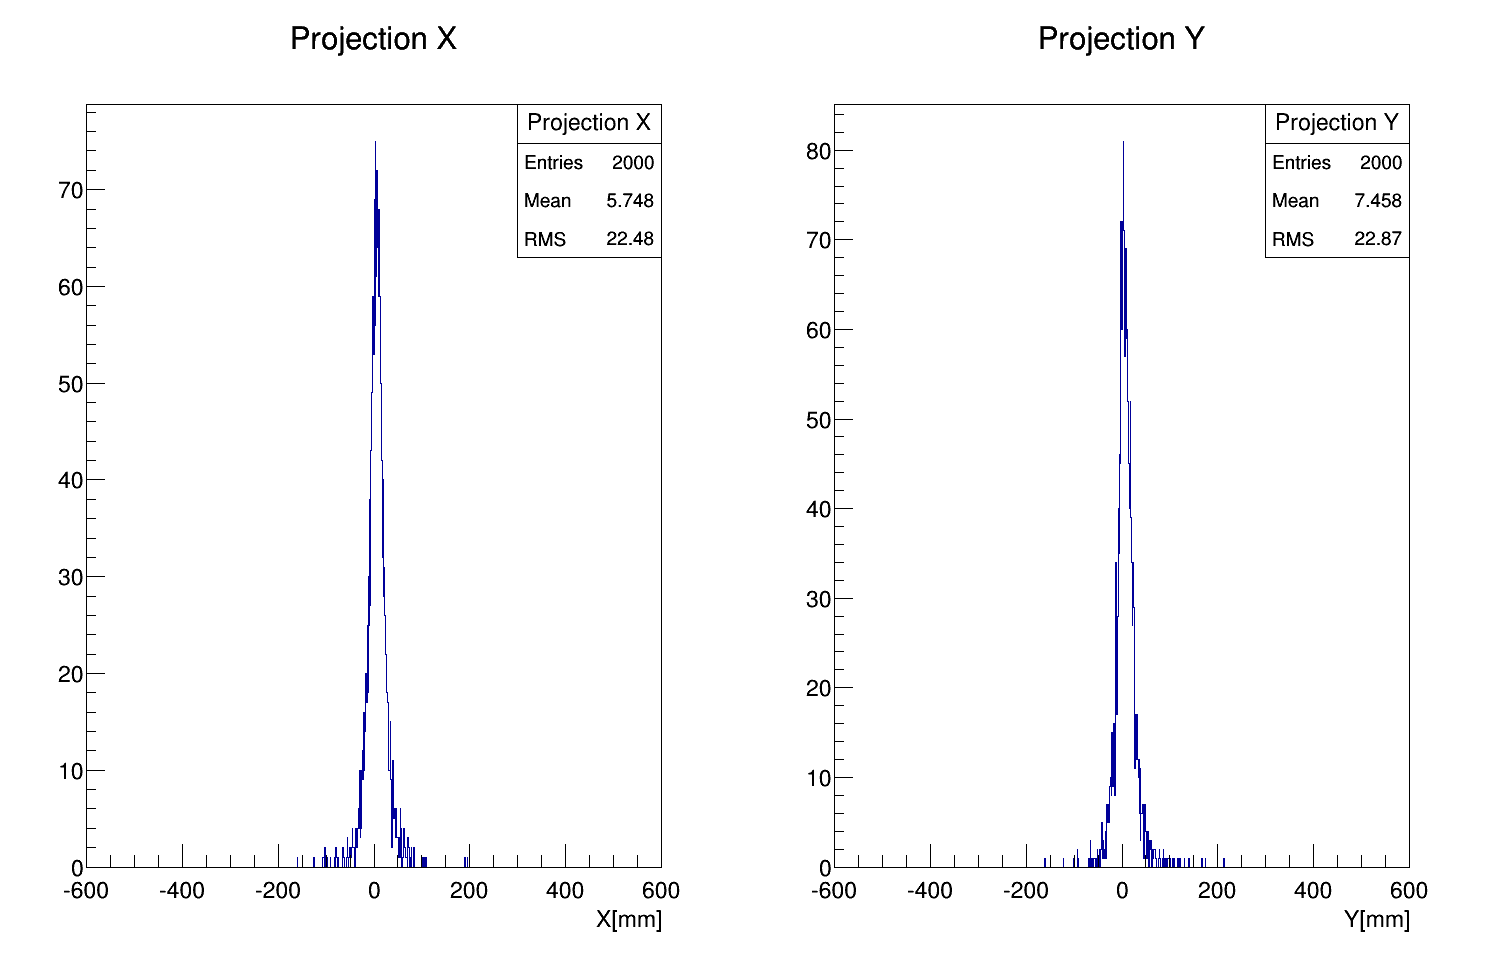 Projection X
Projection X
Entries 2000
Mean 5.748
RMS 22.48
70
60
50
40
30
20
10
0
-600 -400 -200 0 200 400 600
X[mm]
Projection Y
Projection Y
Entries 2000
Mean 7.458
RMS 22.87
80
70
60
50
40
30
20
10
0
-600 -400 -200 0 200 400 600
Y[mm]